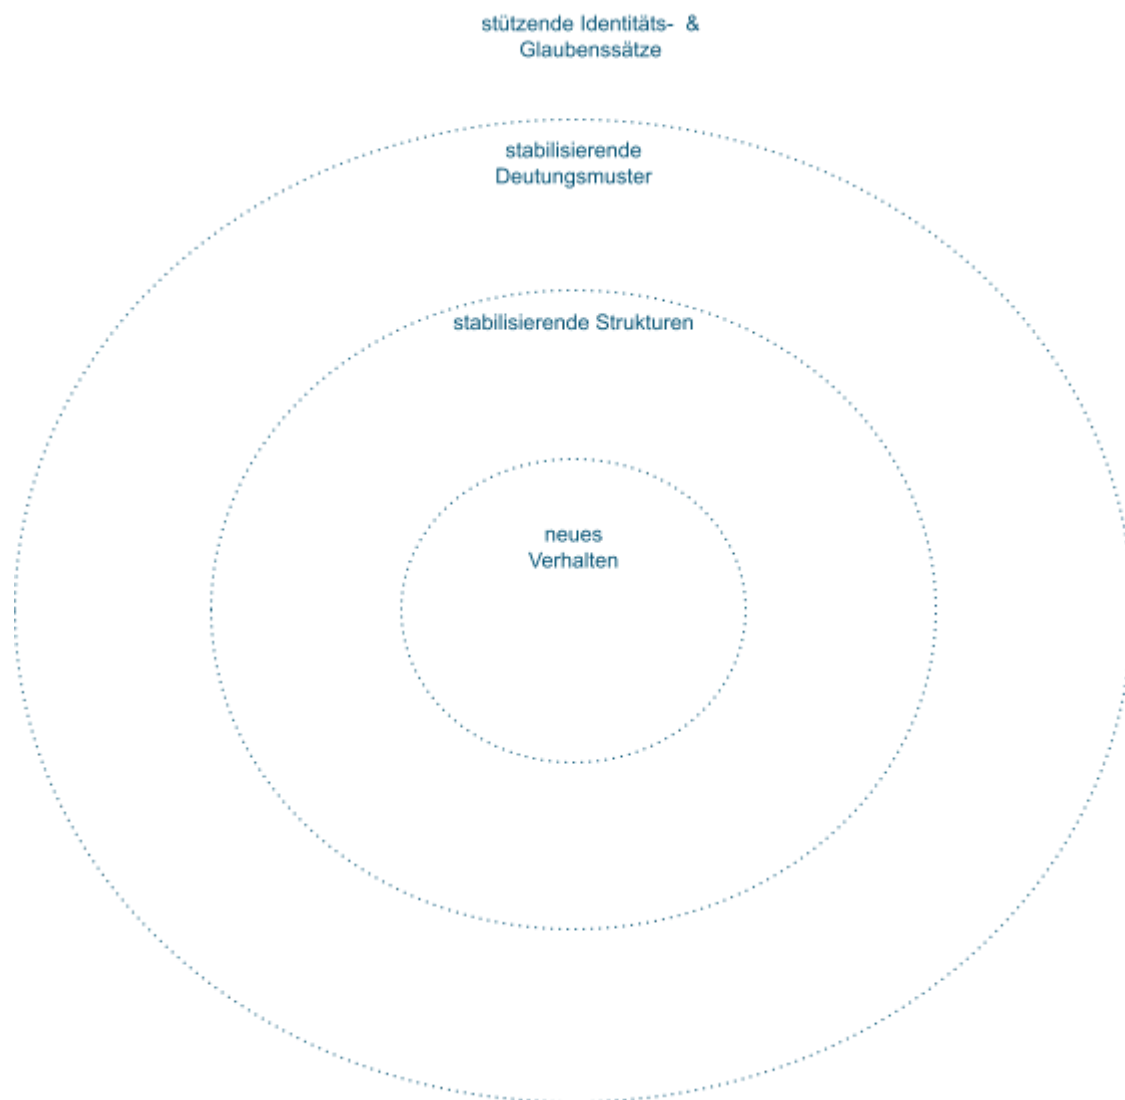 stützende Identitäts-  &
Glaubenssätze
stabilisierende
Deutungsmuster
stabilisierende Strukturen
neues
Verhalten